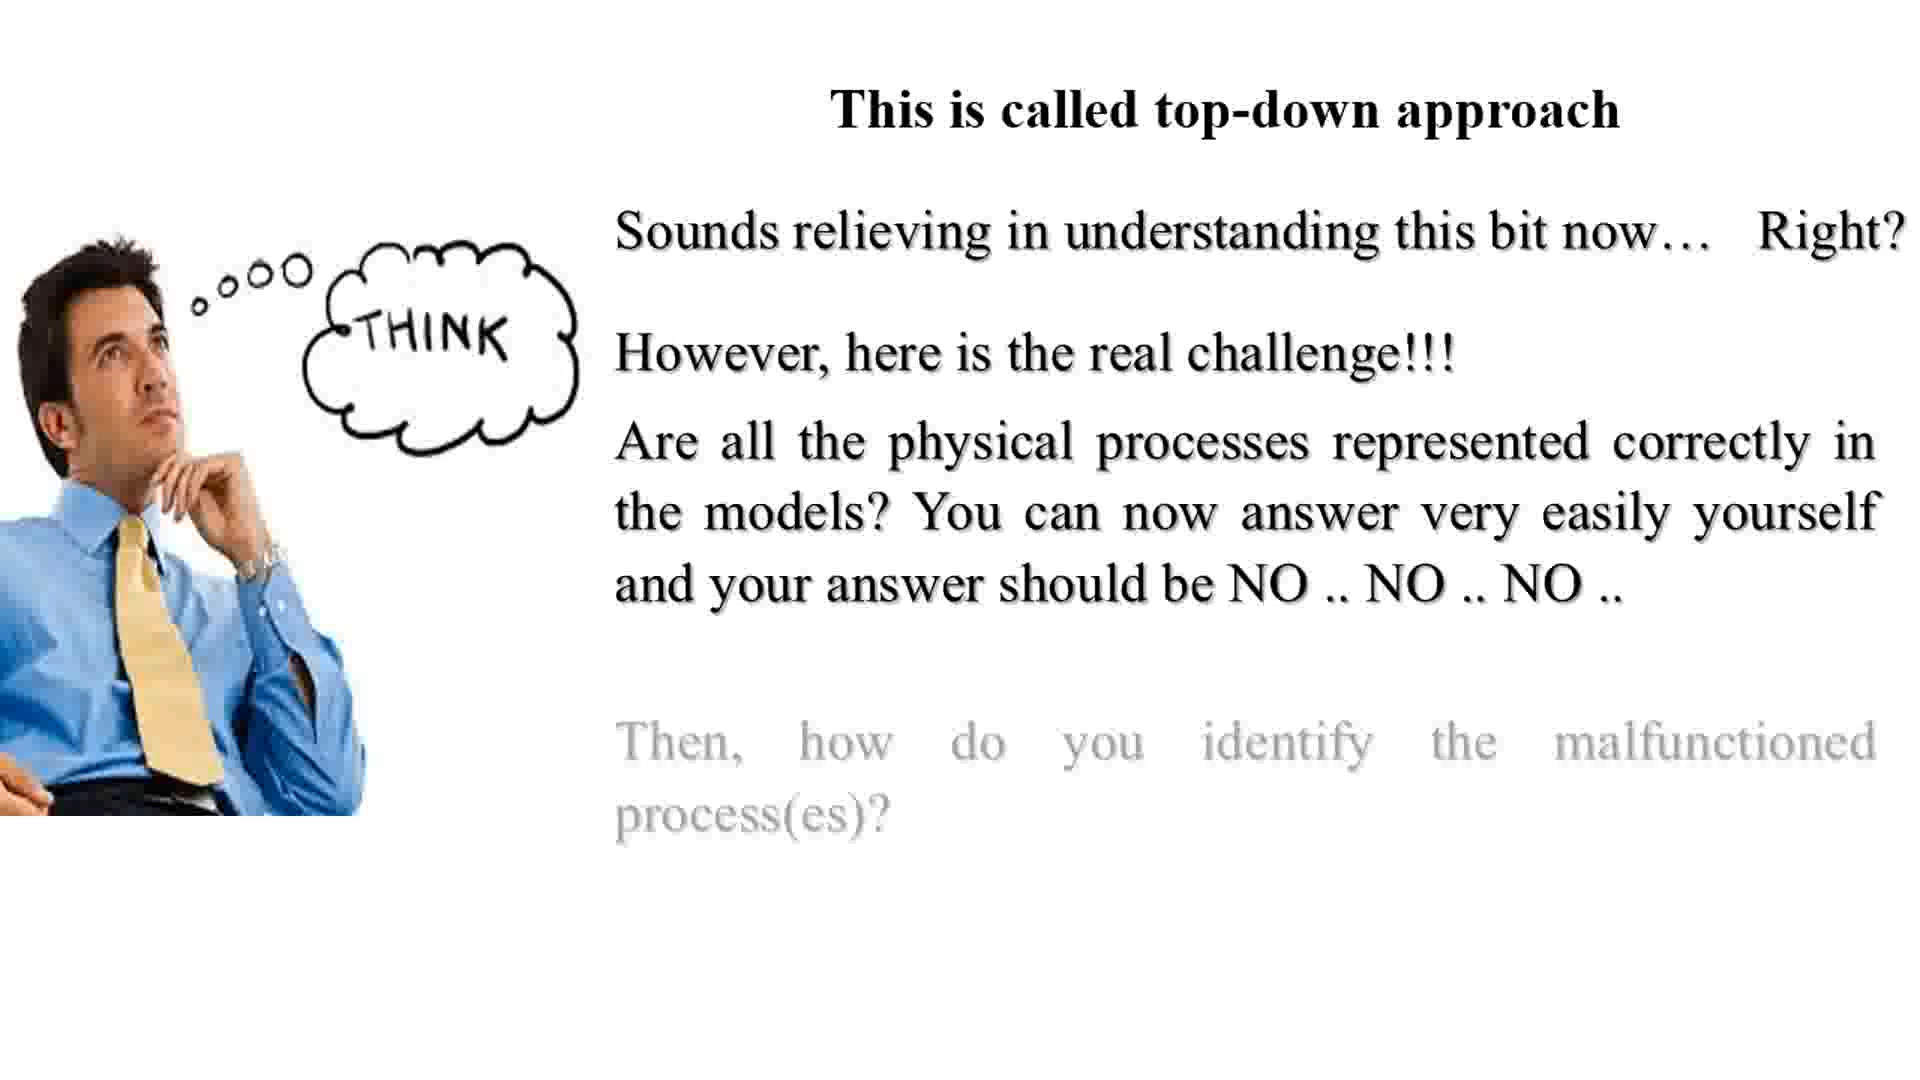 This is called top-down approach
Sounds relieving in understanding this bit now… Right?
THINK
However, here is the real challenge!!!
Are all the physical processes represented correctly in
the models? You can now answer very easily yourself
and your answer should be NO .. NO .. NO ..
Then, how do you identify the malfunctioned
process(es)?